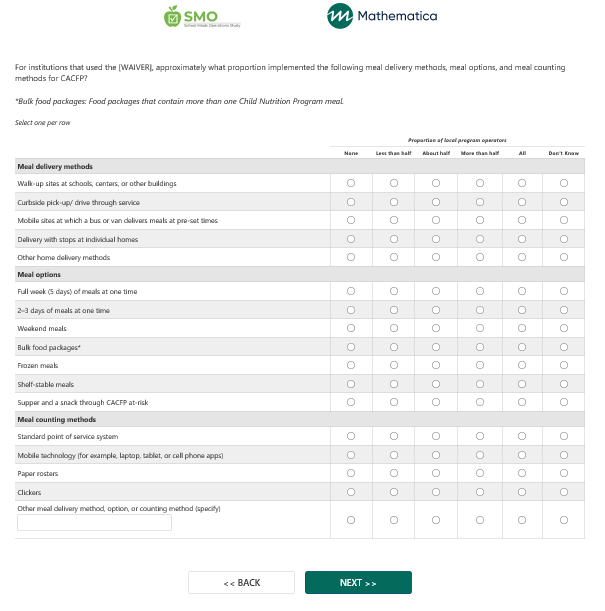 SMO
School Meals Operations Study
Mathematica
For institutions that used the [WAIVER], approximately what proportion implemented the following meal delivery methods, meal options, and meal counting
methods for CACFP?
*Bulk food packages: Food packages that contain more than one Child Nutrition Program meal.
Select one per row
Proportion of local program operators
None Less than half About half More than half All Don't Know
Meal delivery methods
Walk-up sites at schools, centers, or other buildings
Curbside pick-up/ drive through service
Mobile sites at which a bus or van delivers meals at pre-set times
Delivery with stops at individual homes
Other home delivery methods
Meal options
Full week (5 days) of meals at one time
2–3 days of meals at one time
Weekend meals
Bulk food packages*
Frozen meals
Shelf-stable meals
Supper and a snack through CACFP at-risk
Meal counting methods
Standard point of service system
Mobile technology (for example, laptop, tablet, or cell phone apps)
Paper rosters
Clickers
Other meal delivery method, option, or counting method (specify)
<< BACK
NEXT >>